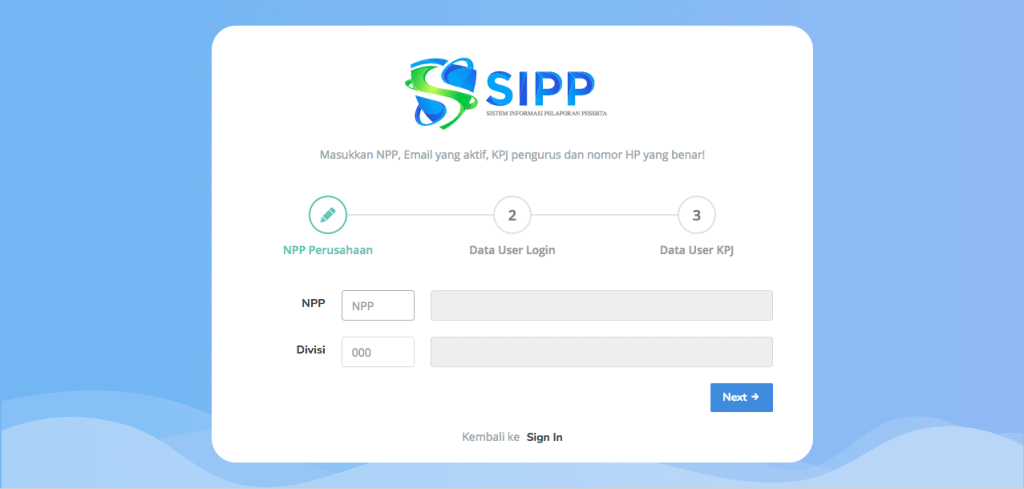 SIPP
SISTEM INFORMASI PELAPORAN PESERTA
Masukkan NPP, Email yang aktif, KPJ pengurus dan nomor HP yang benar!
2
3
NPP Perusahaan
Data User Login
Data User KPJ
NPP
NPP
Divisi
000
Next
Kembali ke Sign In